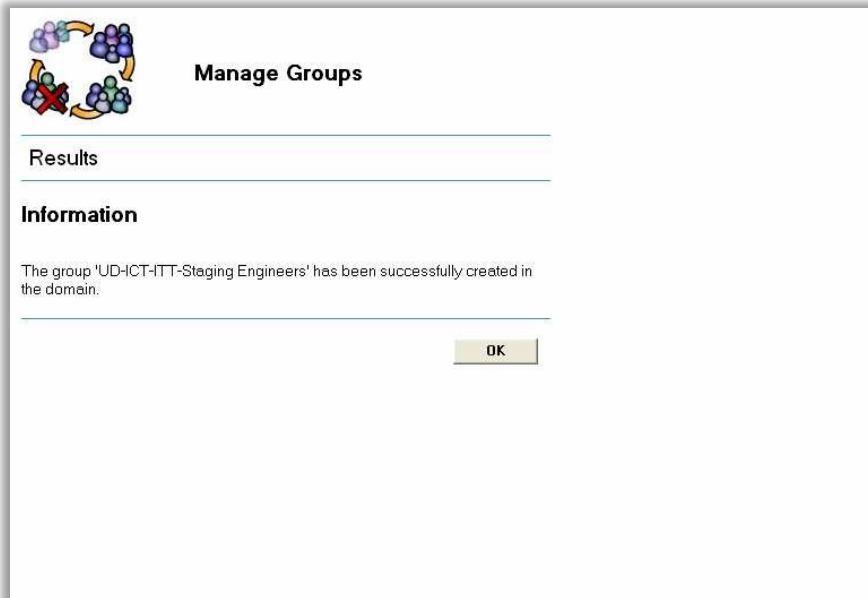 Manage Groups
Results
Information
The group 'UD-ICT-ITT-Staging Engineers' has been successfully created in
the domain.
OK